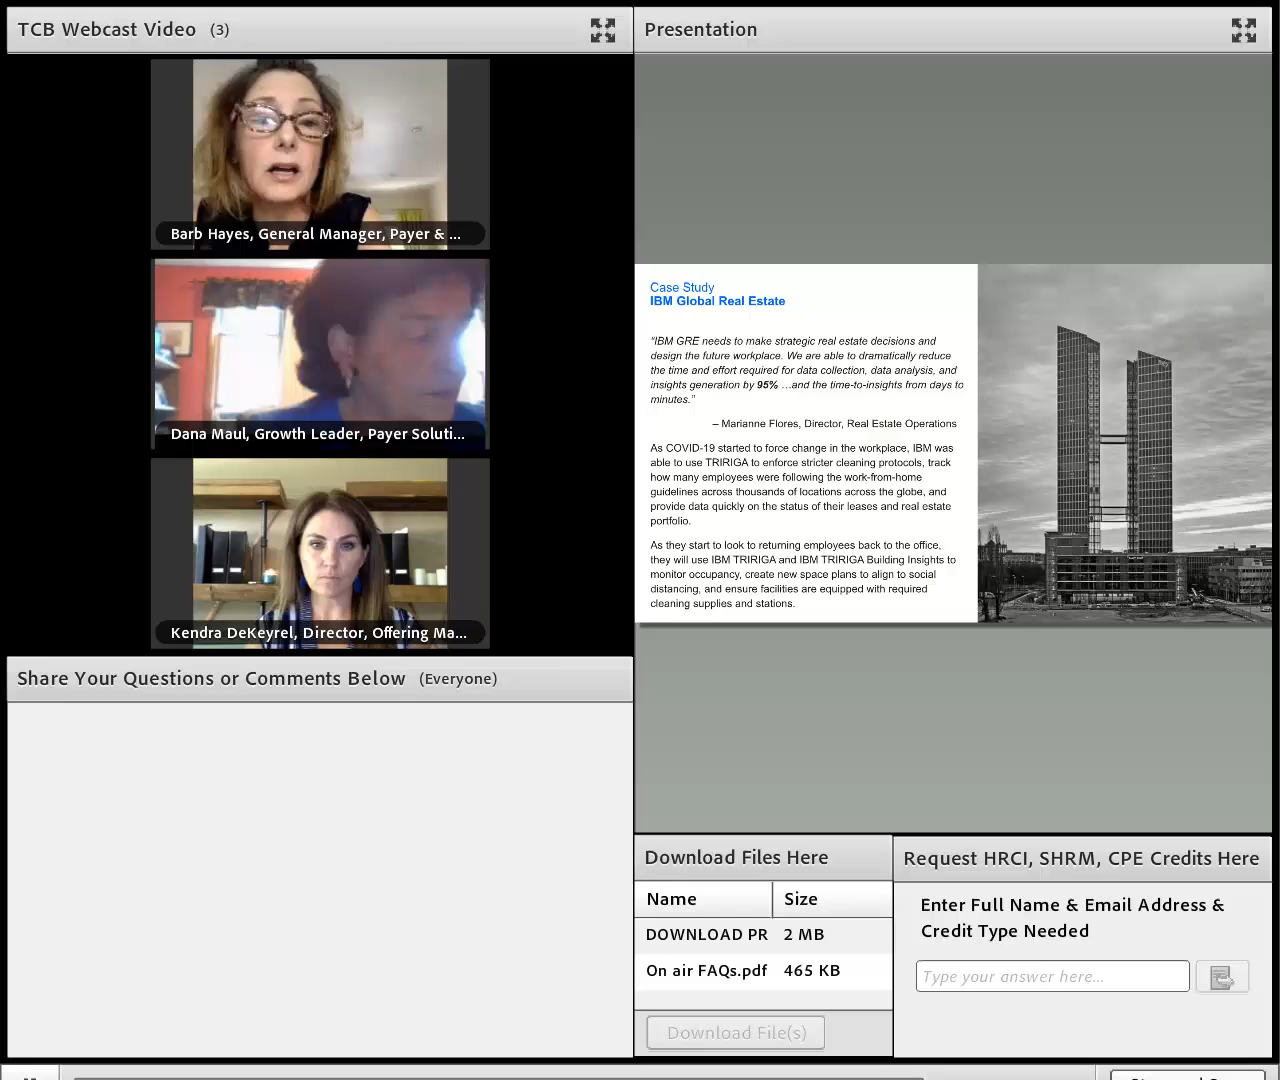 TCB Webcast Video (3)
Barb Hayes, General Manager, Payer & ...
Dana Maul, Growth Leader, Payer Soluti...
Kendra DeKeyrel, Director, Offering Ma...
Share Your Questions or Comments Below (Everyone)
Presentation
Case Study
IBM Global Real Estate
“IBM GRE needs to make strategic real estate decisions and
design the future workplace. We are able to dramatically reduce
the time and effort required for data collection, data analysis, and
insights generation by 95% …and the time-to-insights from days to
minutes.”
– Marianne Flores, Director, Real Estate Operations
As COVID-19 started to force change in the workplace, IBM was
able to use TRIRIGA to enforce stricter cleaning protocols, track
how many employees were following the work-from-home
guidelines across thousands of locations across the globe, and
provide data quickly on the status of their leases and real estate
portfolio.
As they start to look to returning employees back to the office,
they will use IBM TRIRIGA and IBM TRIRIGA Building Insights to
monitor occupancy, create new space plans to align to social
distancing, and ensure facilities are equipped with required
cleaning supplies and stations.
Download Files Here
Name Size
DOWNLOAD PR 2 MB
On air FAQs.pdf 465 KB
Download File(s)
Request HRCI, SHRM, CPE Credits Here
Enter Full Name & Email Address &
Credit Type Needed
Type your answer here...